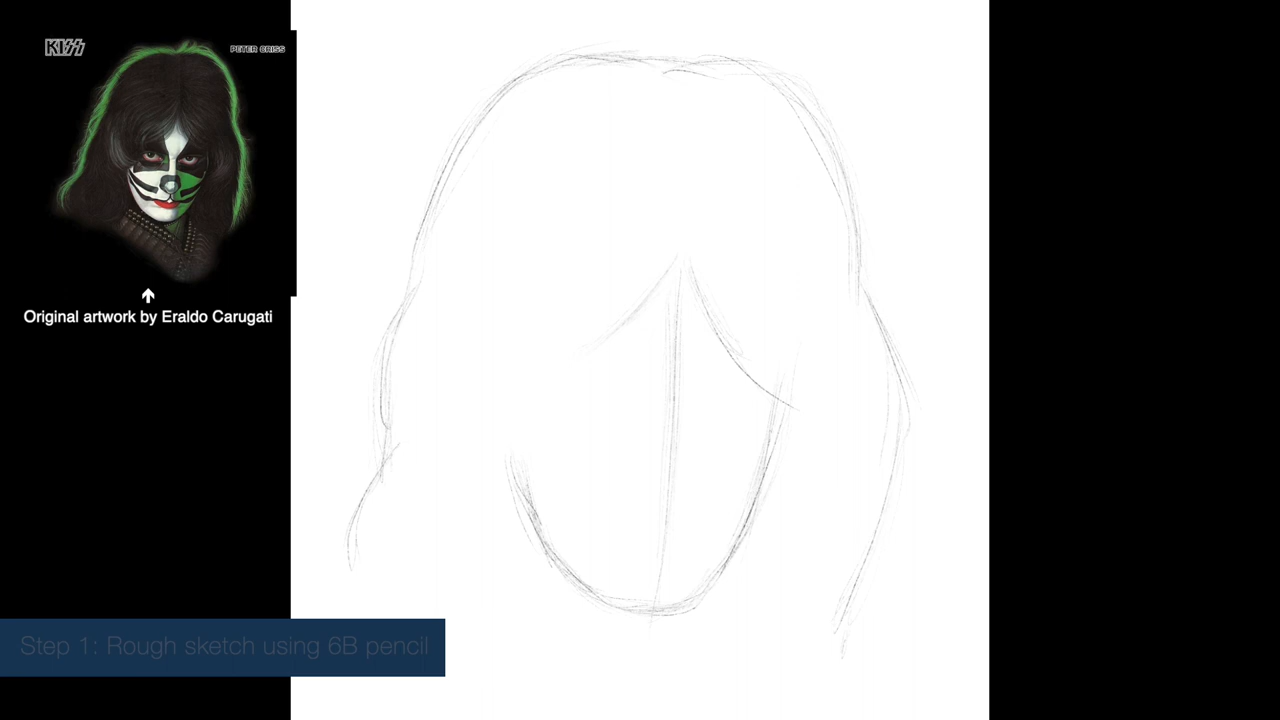 KISS
PETER CRISS
Original artwork by Eraldo Carugati
Step 1: Rough sketch using 6B pencil